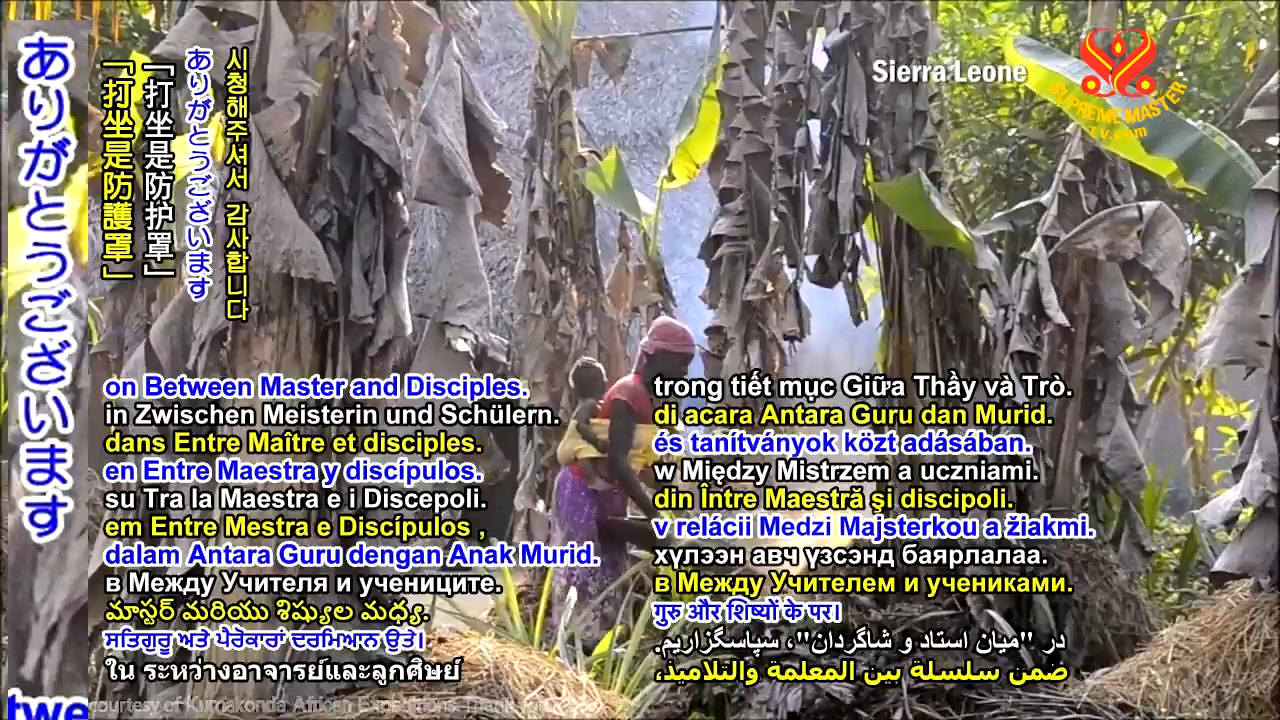 ありがとうございます
「打坐是防護罩」
「打坐是防护罩」
ありがとうございます
시청해주셔서 감사합니다
Sierra Leone
SUPREME MASTER
TV.com
on Between Master and Disciples.
in Zwischen Meisterin und Schülern.
dans Entre Maître et disciples.
en Entre Maestra y discípulos.
su Tra la Maestra e i Discepoli.
em Entre Mestra e Discípulos ,
dalam Antara Guru dengan Anak Murid.
в Между Учителя и учениците.
మాస్టర్ మరియు శిష్యుల మధ్య.
ਸਤਿਗੁਰੂ ਅਤੇ ਪੈਰੋਕਾਰਾਂ ਦਰਮਿਆਨ ਉਤੇ।
ใน ระหว่างอาจารย์และลูกศิษย์
trong tiết mục Giữa Thầy và Trò.
di acara Antara Guru dan Murid.
és tanítványok közt adásában.
w Między Mistrzem a uczniami.
din Între Maestră şi discipoli.
v relácii Medzi Majsterkou a žiakmi.
хүлээн авч үзсэнд баярлалаа.
в Между Учителем и учениками.
गुरु और शिष्यों के पर।
در "میان استاد و شاگردان"، سپاسگزاریم.
ضمن سلسلة بين المعلمة والتلاميذ،
twe
courtesy of Kumakonda African Expeditions